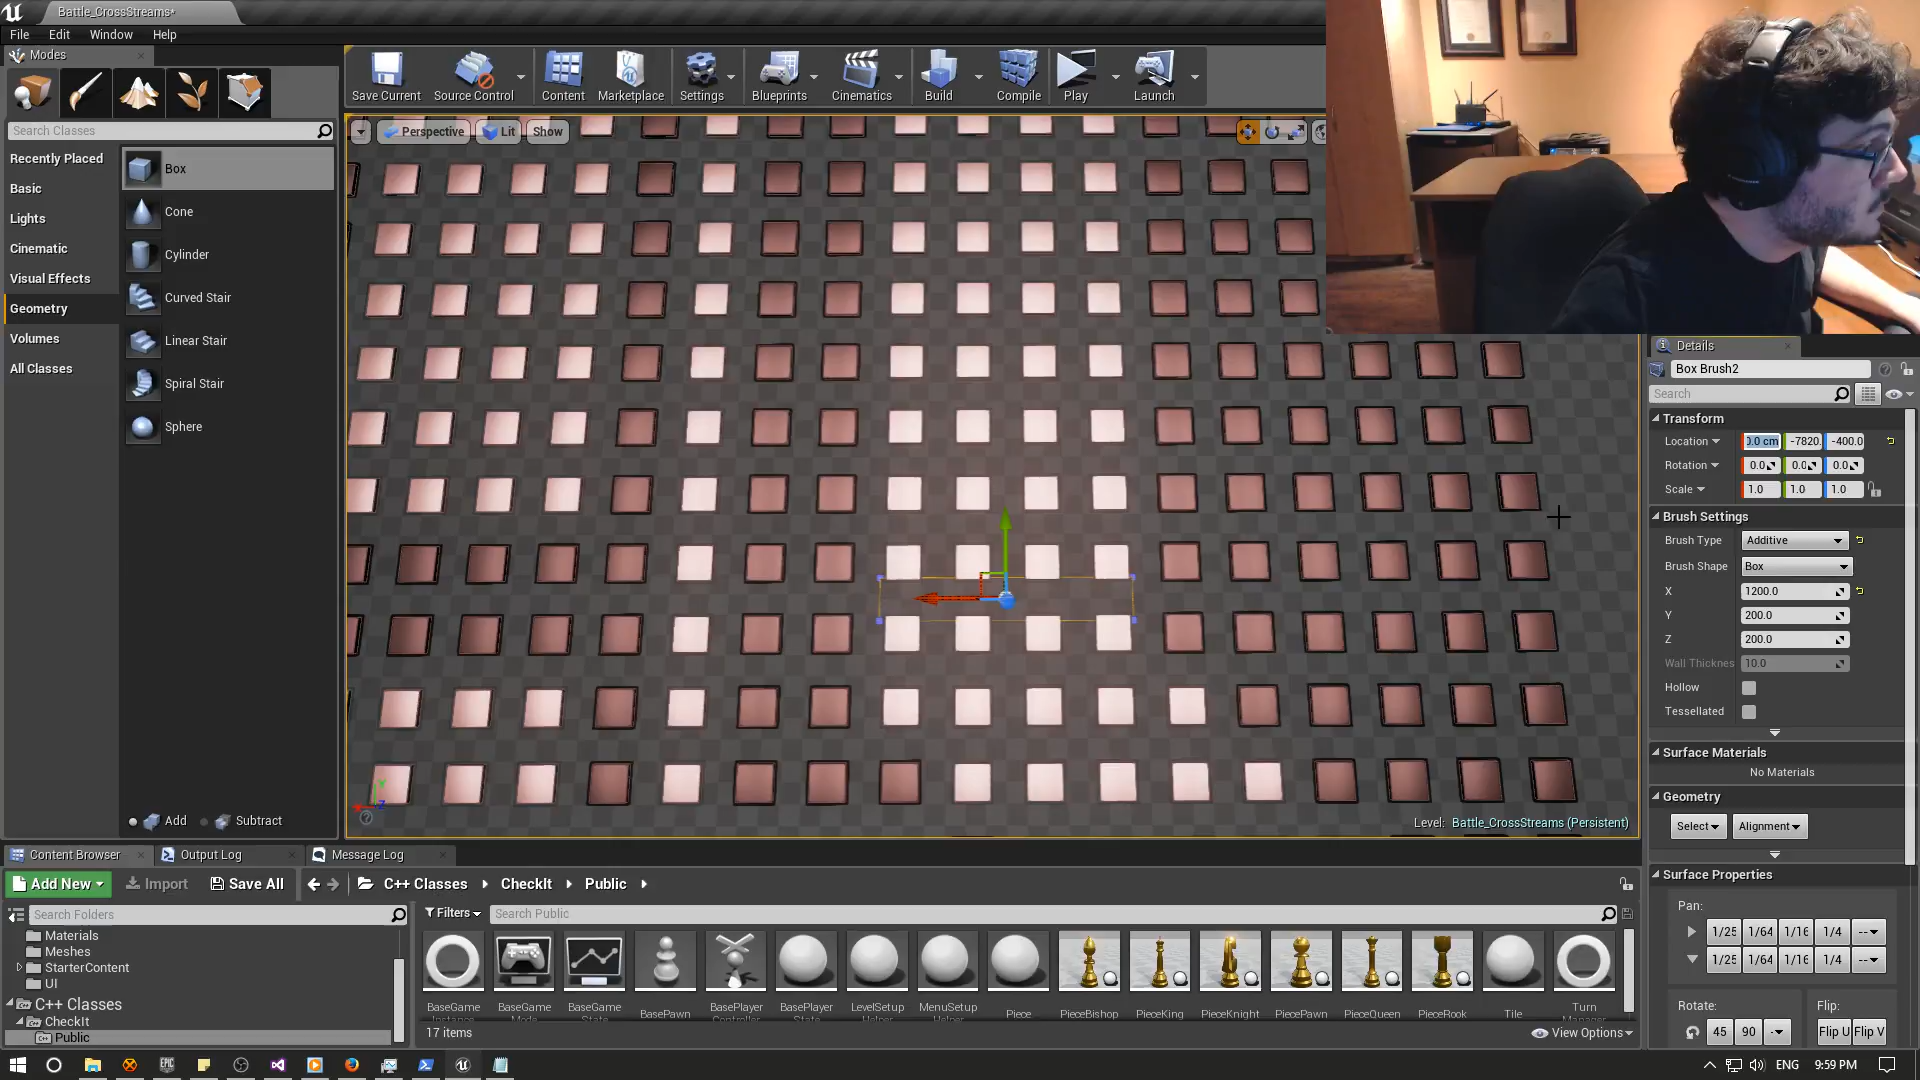 Battle_CrossStreams*
File Edit Window Help
Modes
Save Current Source Control Content Marketplace Settings Blueprints Cinematics Build Compile Play Launch
Search Classes
Perspective Lit Show
Recently Placed
Basic
Lights
Cinematic
Visual Effects
Geometry
Volumes
All Classes
Box
Cone
Cylinder
Curved Stair
Linear Stair
Spiral Stair
Sphere
Add Subtract
Level: Battle_CrossStreams (Persistent)
Details
Box Brush2
Search
Transform
Location 0.0 cm -7820. -400.0
Rotation 0.0 0.0 0.0
Scale 1.0 1.0 1.0
Brush Settings
Brush Type Additive
Brush Shape Box
X 1200.0
Y 200.0
Z 200.0
Wall Thicknes 10.0
Hollow
Tessellated
Surface Materials
No Materials
Geometry
Select Alignment
Surface Properties
Pan:
1/25 1/64 1/16 1/4 --
1/25 1/64 1/16 1/4 --
Rotate: Flip:
45 90 - Flip U Flip V
Content Browser Output Log Message Log
Add New Import Save All C++ Classes CheckIt Public
Search Folders
Filters Search Public
Materials
Meshes
StarterContent
UI
C++ Classes
CheckIt
Public
BaseGame Instance
BaseGame Mode
BaseGame State
BasePawn
BasePlayer Controller
BasePlayer State
LevelSetup Helper
MenuSetup Helper
Piece
PieceBishop
PieceKing
PieceKnight
PiecePawn
PieceQueen
PieceRook
Tile
Turn Manager
17 items
View Options
ENG 9:59 PM